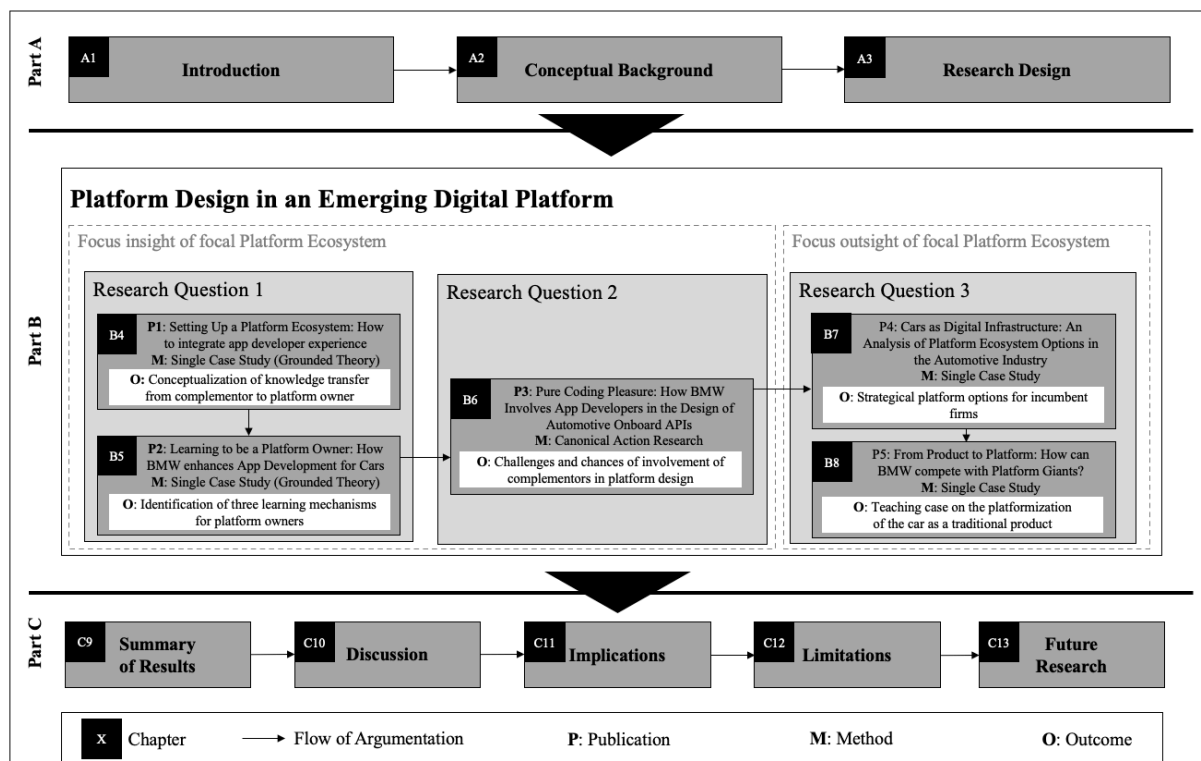 Part A
A1
Introduction
A2
Conceptual Background
A3
Research Design
Part B
Platform Design in an Emerging Digital Platform
Focus insight of focal Platform Ecosystem
Research Question 1
B4
P1: Setting Up a Platform Ecosystem: How
to integrate app developer experience
M: Single Case Study (Grounded Theory)
O: Conceptualization of knowledge transfer
from complementor to platform owner
B5
P2: Learning to be a Platform Owner: How
BMW enhances App Development for Cars
M: Single Case Study (Grounded Theory)
O: Identification of three learning mechanisms
for platform owners
Research Question 2
B6
P3: Pure Coding Pleasure: How BMW
Involves App Developers in the Design of
Automotive Onboard APIs
M: Canonical Action Research
O: Challenges and chances of involvement of
complementors in platform design
Focus outsight of focal Platform Ecosystem
Research Question 3
B7
P4: Cars as Digital Infrastructure: An
Analysis of Platform Ecosystem Options in
the Automotive Industry
M: Single Case Study
O: Strategical platform options for incumbent
firms
B8
P5: From Product to Platform: How can
BMW compete with Platform Giants?
M: Single Case Study
O: Teaching case on the platformization
of the car as a traditional product
Part C
C9
Summary
of Results
C10
Discussion
C11
Implications
C12
Limitations
C13
Future
Research
X
Chapter
Flow of Argumentation
P: Publication
M: Method
O: Outcome